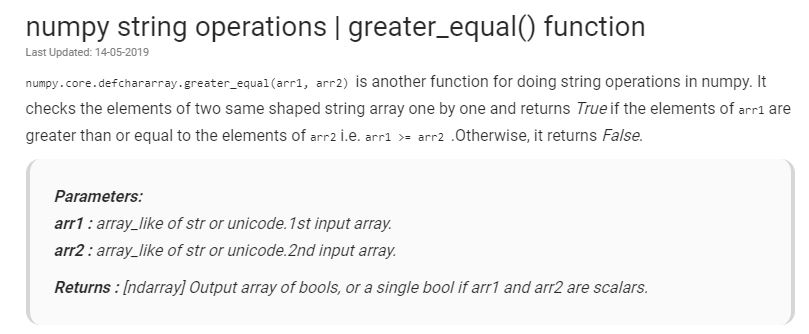 numpy string operations | greater_equal() function
Last Updated: 14-05-2019
numpy.core.defchararray.greater_equal(arr1, arr2) is another function for doing string operations in numpy. It
checks the elements of two same shaped string array one by one and returns True if the elements of arr1 are
greater than or equal to the elements of arr2 i.e. arr1 >= arr2 .Otherwise, it returns False.
Parameters:
arr1 : array_like of str or unicode.1st input array.
arr2 : array_like of str or unicode.2nd input array.
Returns : [ndarray] Output array of bools, or a single bool if arr1 and arr2 are scalars.